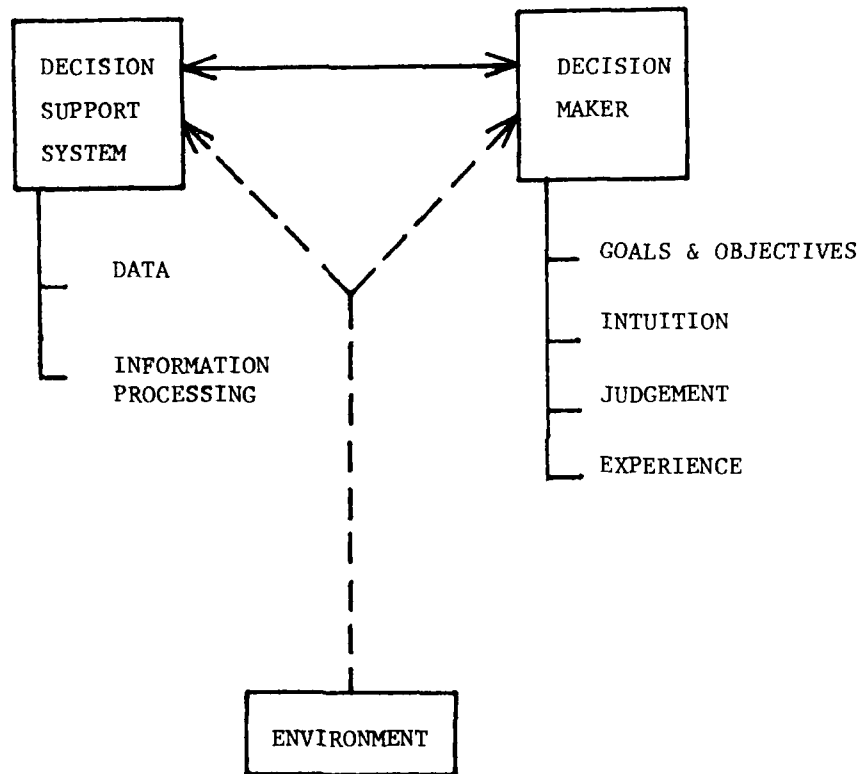 DECISION
SUPPORT
SYSTEM
DATA
INFORMATION
PROCESSING
DECISION
MAKER
GOALS & OBJECTIVES
INTUITION
JUDGEMENT
EXPERIENCE
ENVIRONMENT